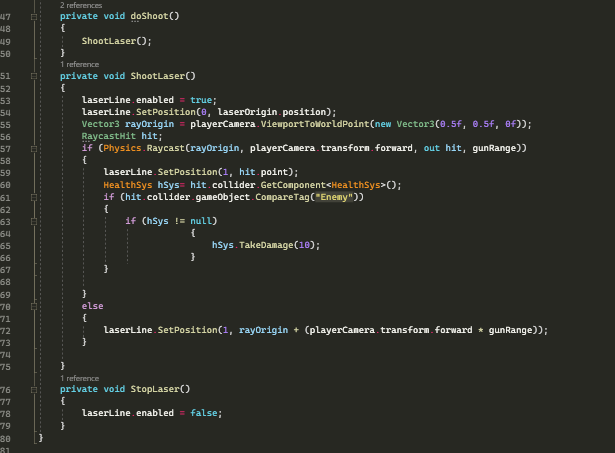 2 references
47 private void doShoot()
48 {
49 ShootLaser();
50 }
1 reference
51 private void ShootLaser()
52 {
53 laserLine.enabled = true;
54 laserLine.SetPosition(0, laserOrigin.position);
55 Vector3 rayOrigin = playerCamera.ViewportToWorldPoint(new Vector3(0.5f, 0.5f, 0f));
56 RaycastHit hit;
57 if (Physics.Raycast(rayOrigin, playerCamera.transform.forward, out hit, gunRange))
58 {
59 laserLine.SetPosition(1, hit.point);
60 HealthSys hSys= hit.collider.GetComponent<HealthSys>();
61 if (hit.collider.gameObject.CompareTag("Enemy"))
62 {
63 if (hSys != null)
64 {
65 hSys.TakeDamage(10);
66 }
67 }
68
69 }
70 else
71 {
72 laserLine.SetPosition(1, rayOrigin + (playerCamera.transform.forward * gunRange));
73 }
74
75 }
1 reference
76 private void StopLaser()
77 {
78 laserLine.enabled = false;
79 }
80 }
81